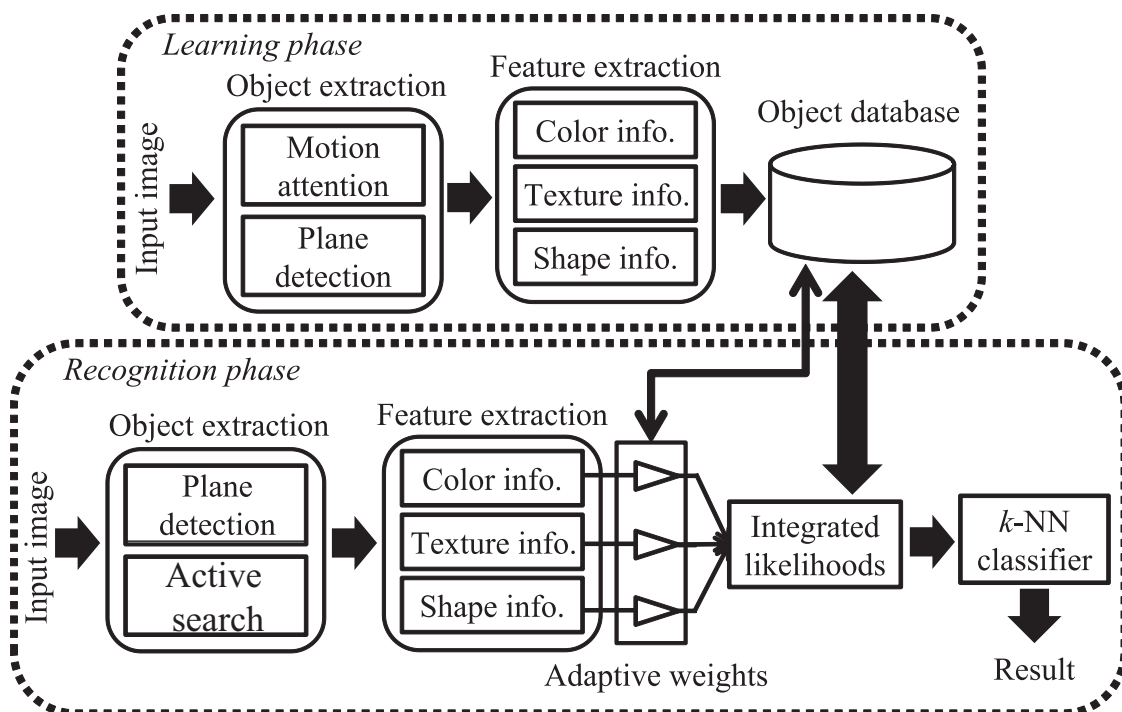 Learning phase
Input image
Object extraction
Motion
attention
Plane
detection
Feature extraction
Color info.
Texture info.
Shape info.
Object database
Recognition phase
Input image
Object extraction
Plane
detection
Active
search
Feature extraction
Color info.
Texture info.
Shape info.
Adaptive weights
Integrated
likelihoods
k-NN
classifier
Result